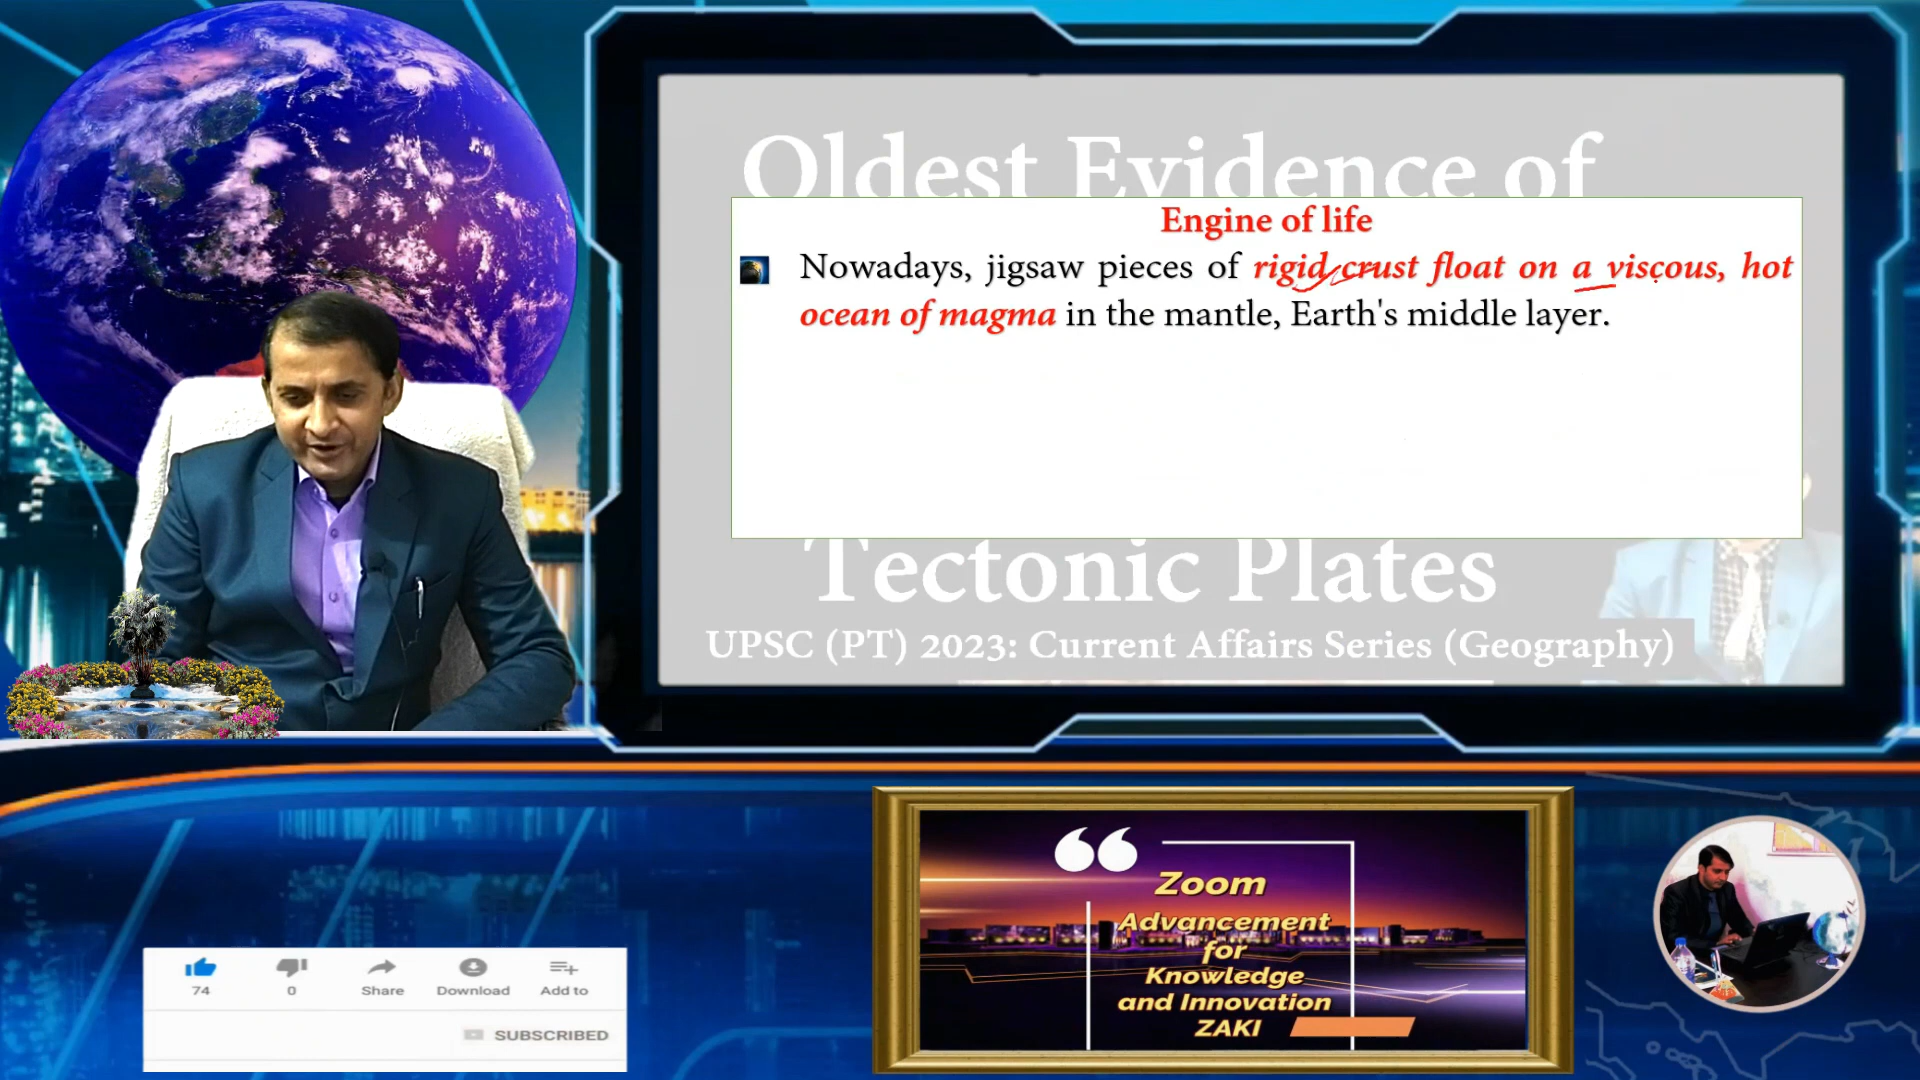 Oldest Evidence of
Engine of life
Nowadays, jigsaw pieces of rigid crust float on a viscous, hot
ocean of magma in the mantle, Earth's middle layer.
Tectonic Plates
UPSC (PT) 2023: Current Affairs Series (Geography)
74
0
Share
Download
Add to
SUBSCRIBED
“
Zoom
Advancement
for
Knowledge
and Innovation
ZAKI